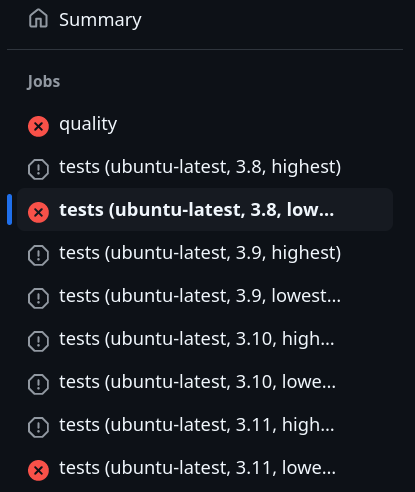 Summary
Jobs
quality
tests (ubuntu-latest, 3.8, highest)
tests (ubuntu-latest, 3.8, low...
tests (ubuntu-latest, 3.9, highest)
tests (ubuntu-latest, 3.9, lowest...
tests (ubuntu-latest, 3.10, high...
tests (ubuntu-latest, 3.10, lowe...
tests (ubuntu-latest, 3.11, high...
tests (ubuntu-latest, 3.11, lowe...